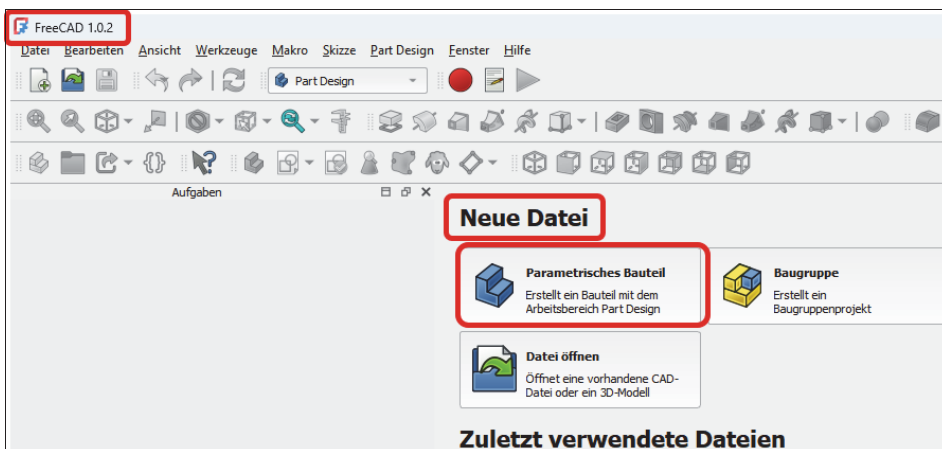 FreeCAD 1.0.2
Datei Bearbeiten Ansicht Werkzeuge Makro Skizze Part Design Fenster Hilfe
Part Design
Aufgaben
Neue Datei
Parametrisches Bauteil
Erstellt ein Bauteil mit dem
Arbeitsbereich Part Design
Baugruppe
Erstellt ein
Baugruppenprojekt
Datei öffnen
Öffnet eine vorhandene CAD-
Datei oder ein 3D-Modell
Zuletzt verwendete Dateien